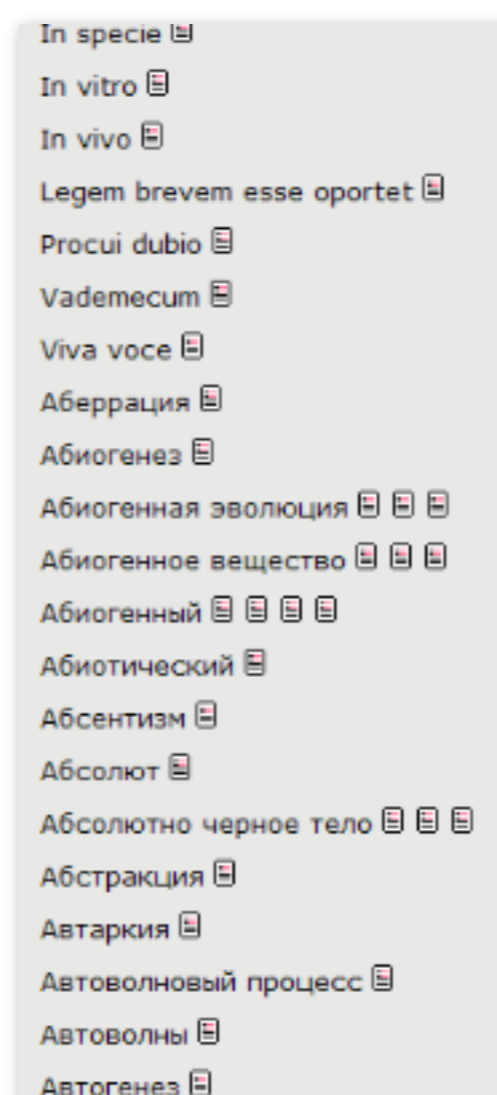 In specie
In vitro
In vivo
Legem brevem esse oportet
Procui dubio
Vademecum
Viva voce
Аберрация
Абиогенез
Абиогенная эволюция
Абиогенное вещество
Абиогенный
Абиотический
Абсентизм
Абсолют
Абсолютно черное тело
Абстракция
Автаркия
Автоволновый процесс
Автоволны
Автогенез